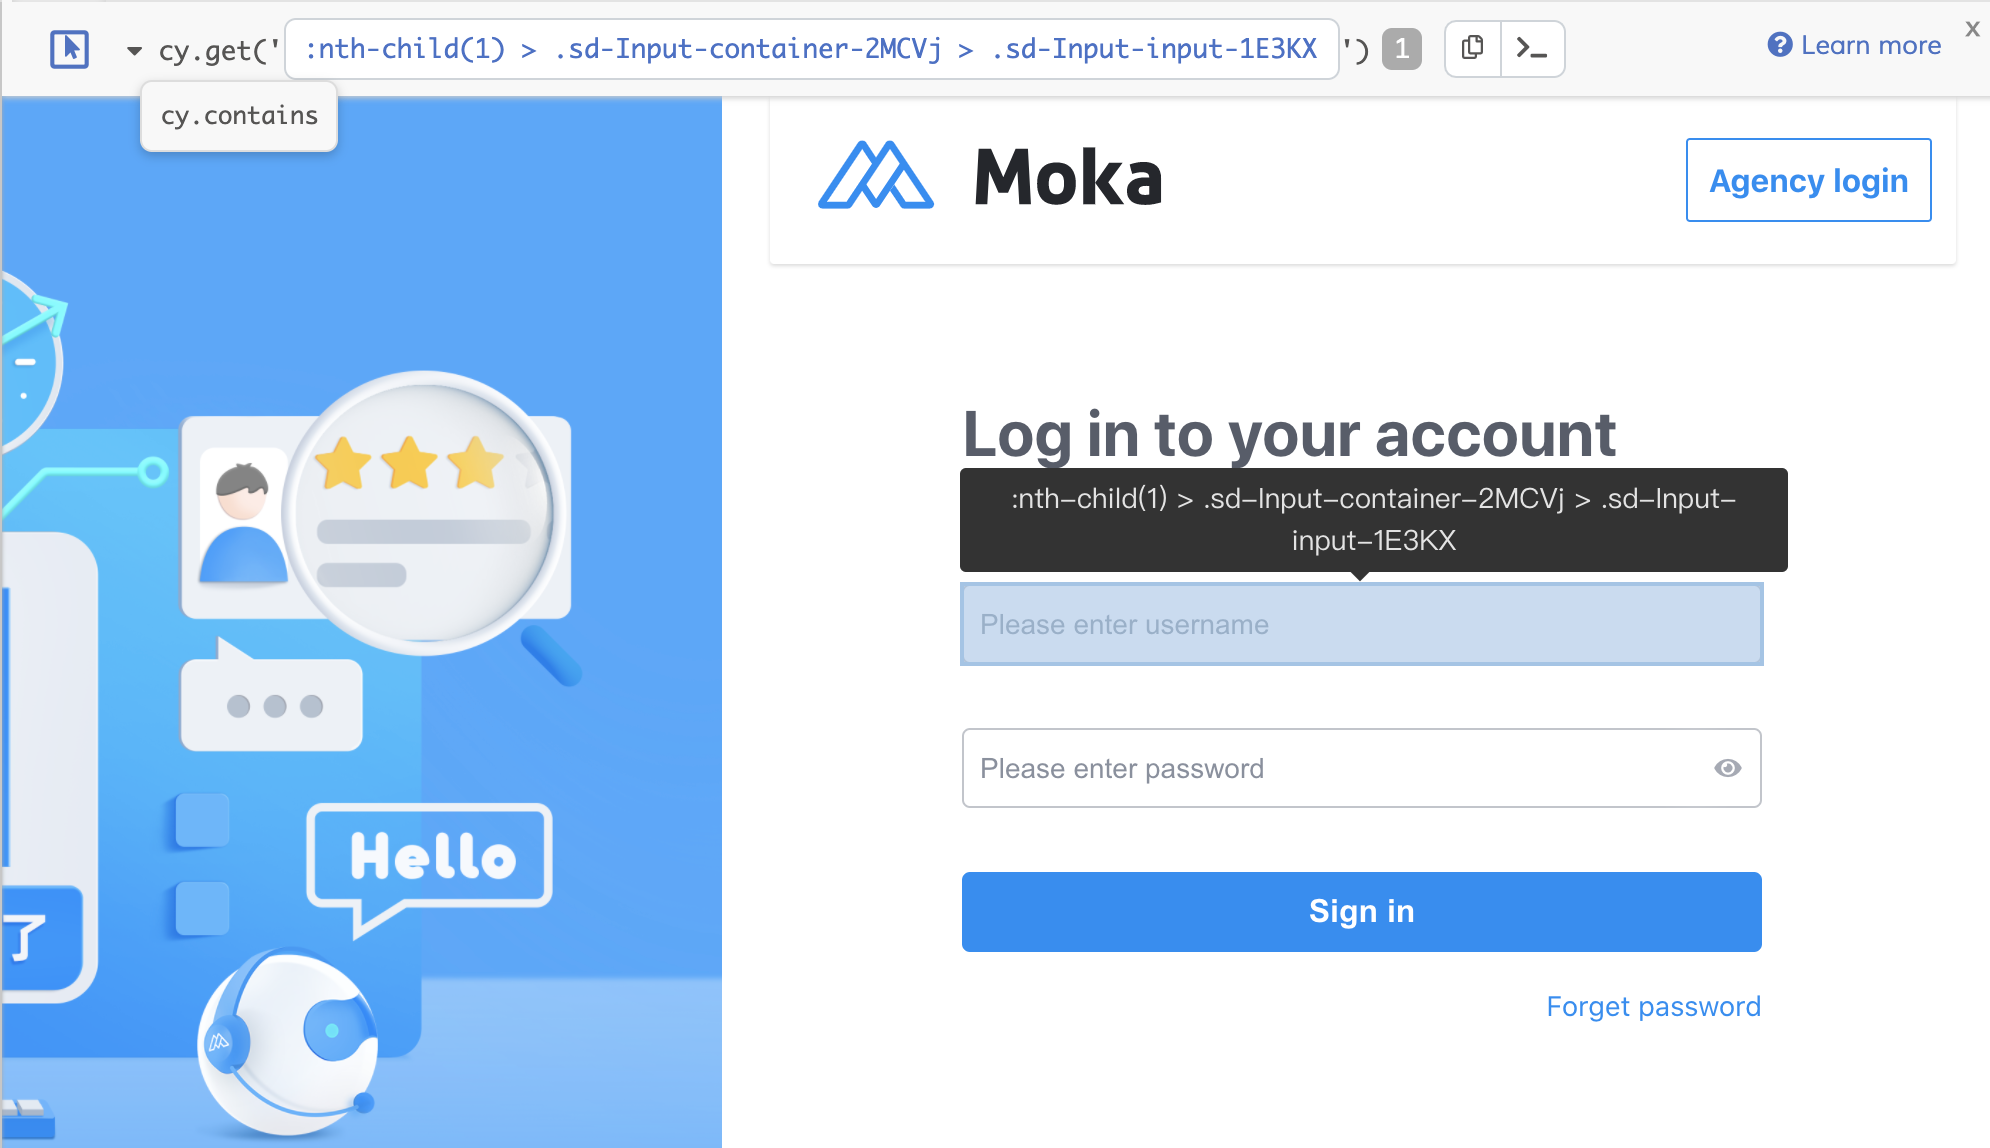 cy.get(' :nth-child(1) > .sd-Input-container-2MCVj > .sd-Input-input-1E3KX ') 1 Learn more x
cy.contains
Moka
Agency login
Log in to your account
:nth-child(1) > .sd-Input-container-2MCVj > .sd-Input-
input-1E3KX
Please enter username
Please enter password
Hello
Sign in
了
Forget password